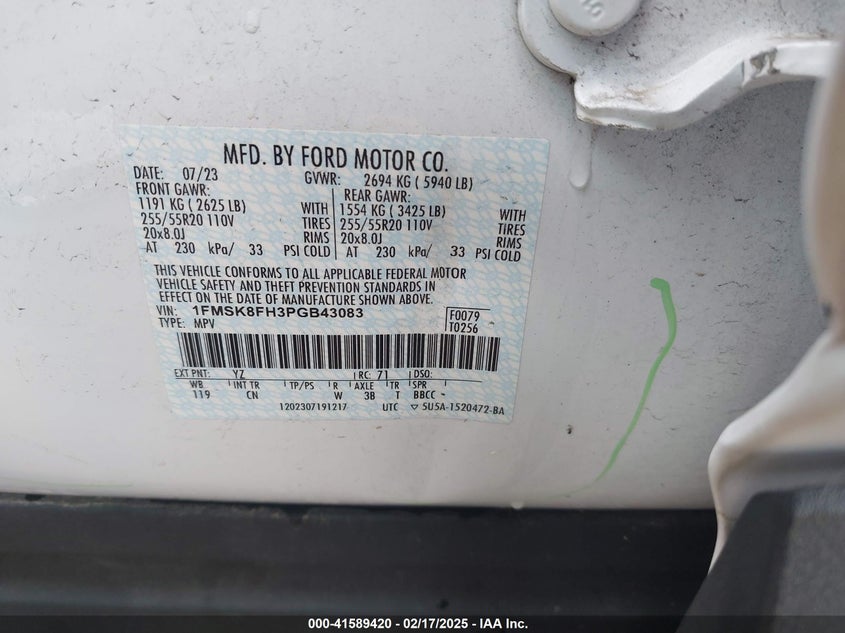 MFD. BY FORD MOTOR CO.
DATE: 07/23 GVWR: 2694 KG ( 5940 LB)
FRONT GAWR: REAR GAWR:
1191 KG ( 2625 LB) WITH 1554 KG ( 3425 LB) WITH
255/55R20 110V TIRES 255/55R20 110V TIRES
20x8.0J RIMS 20x8.0J RIMS
AT 230 kPa/ 33 PSI COLD AT 230 kPa/ 33 PSI COLD
THIS VEHICLE CONFORMS TO ALL APPLICABLE FEDERAL MOTOR
VEHICLE SAFETY AND THEFT PREVENTION STANDARDS IN
EFFECT ON THE DATE OF MANUFACTURE SHOWN ABOVE.
VIN: 1FMSK8FH3PGB43083 F0079
TYPE: MPV T0256
EXT PNT: YZ RC: 71 DSO:
WB INT TR TP/PS R AXLE TR SPR
119 CN W 3B T BBCC -
1202307191217 UTC ▽ 5U5A-1520472-BA
000-41589420 - 02/17/2025 - IAA Inc.